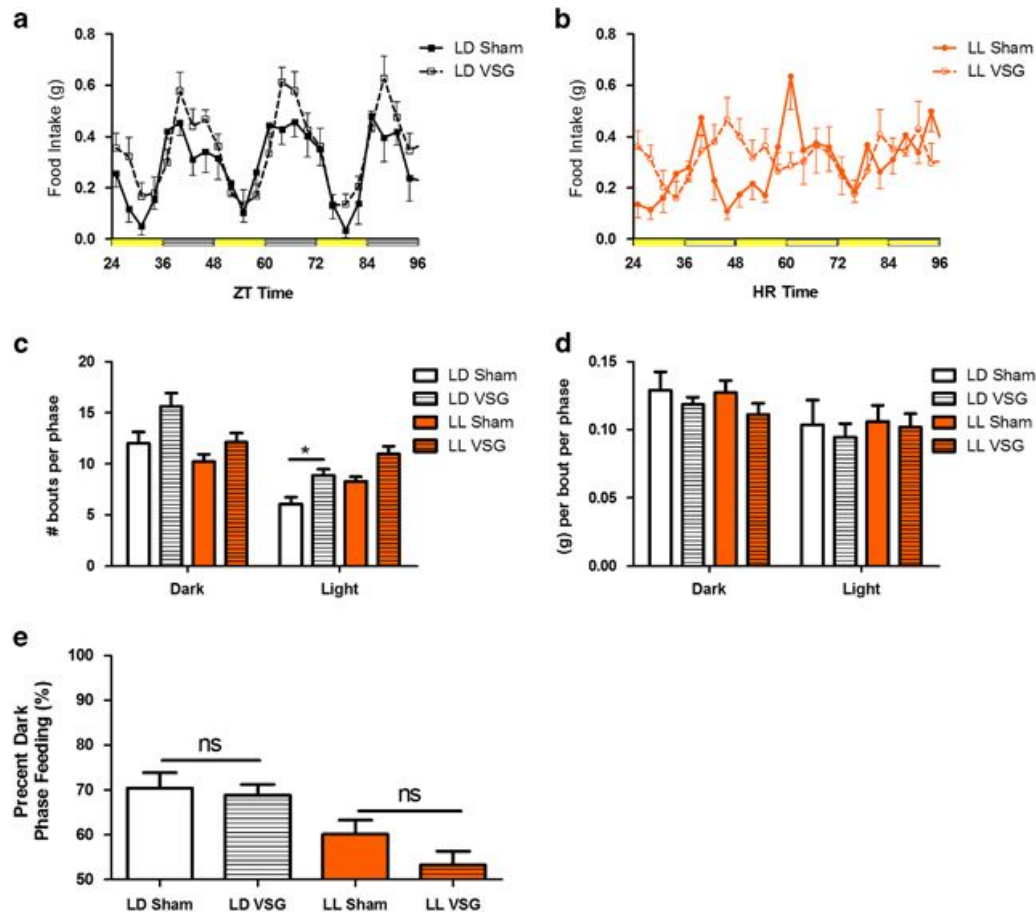 a
LD Sham
LD VSG
Food Intake (g)
0.8
0.6
0.4
0.2
0.0
24 36 48 60 72 84 96
ZT Time
b
LL Sham
LL VSG
Food Intake (g)
0.8
0.6
0.4
0.2
0.0
24 36 48 60 72 84 96
HR Time
c
# bouts per phase
20
15
10
5
0
*
Dark Light
LD Sham
LD VSG
LL Sham
LL VSG
d
(g) per bout per phase
0.15
0.10
0.05
0.00
Dark Light
LD Sham
LD VSG
LL Sham
LL VSG
e
Precent Dark
Phase Feeding (%)
100
90
80
70
60
50
ns
ns
LD Sham LD VSG LL Sham LL VSG